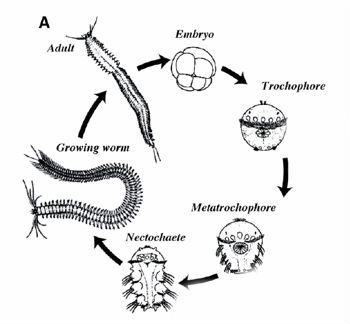 A
Adult
Embryo
Trochophore
Metatrochophore
Nectochaete
Growing worm